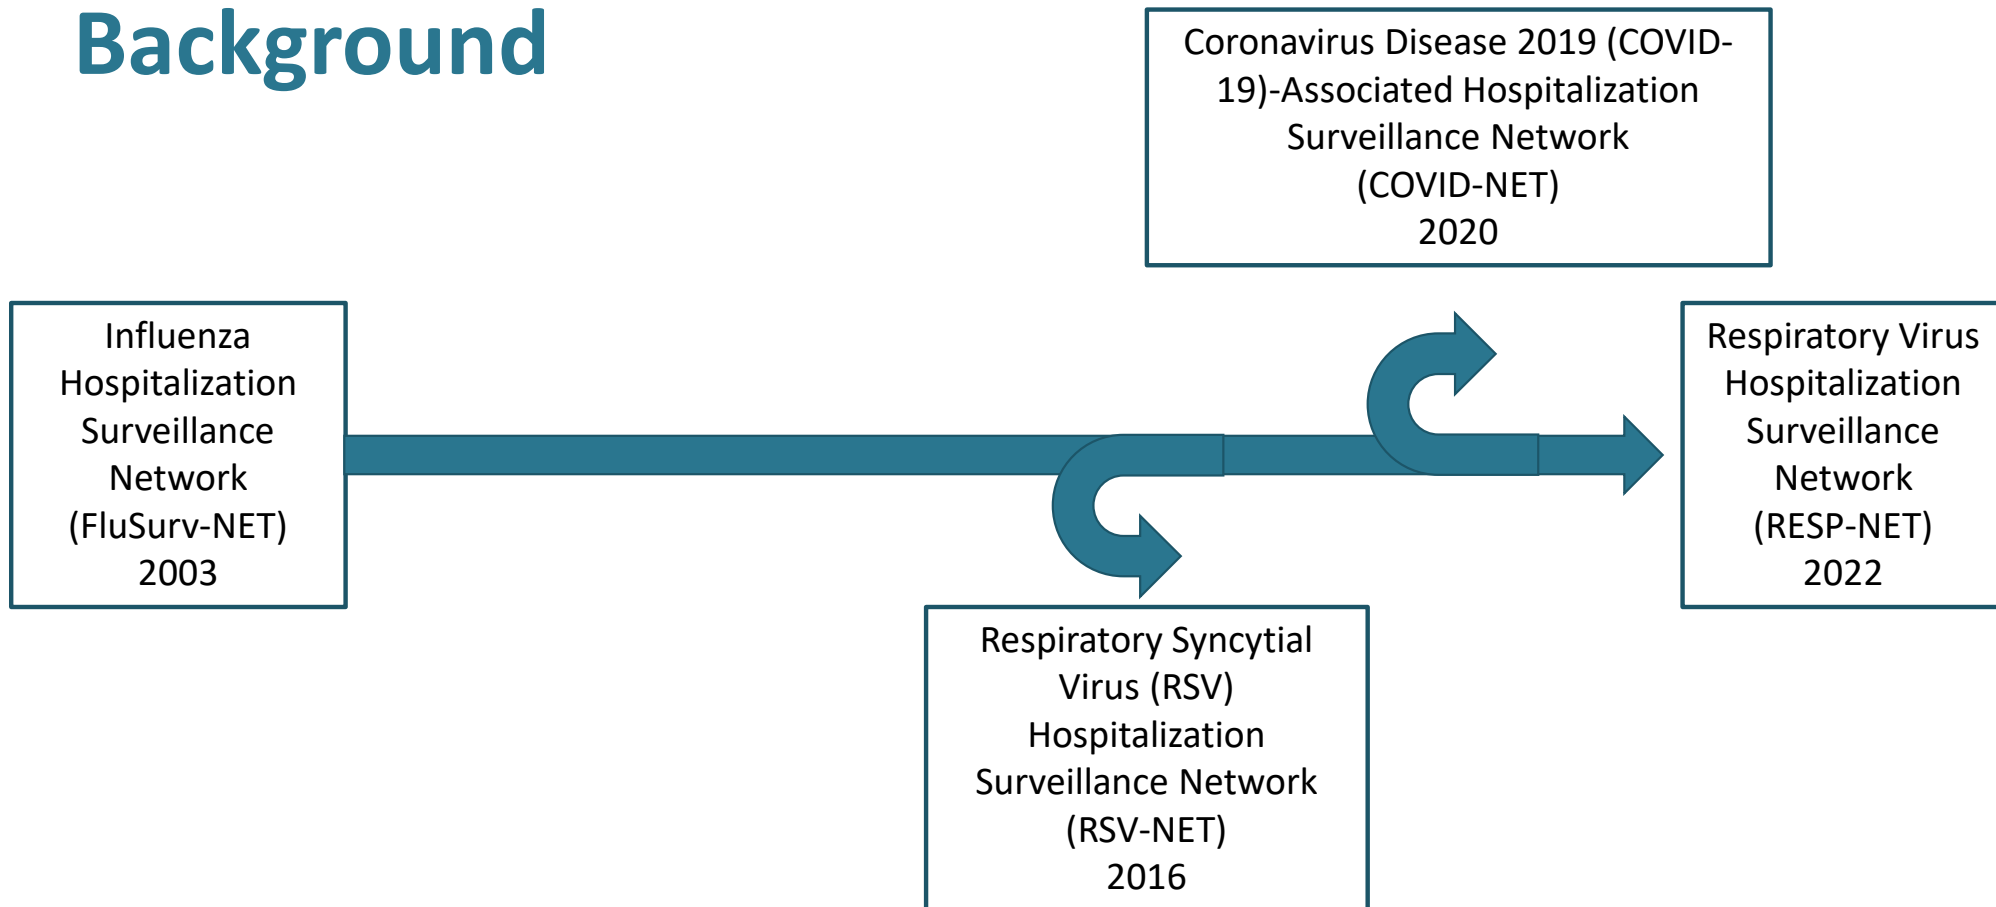 Background
Coronavirus Disease 2019 (COVID-
19)-Associated Hospitalization
Surveillance Network
(COVID-NET)
2020
Influenza
Hospitalization
Surveillance
Network
(FluSurv-NET)
2003
Respiratory Virus
Hospitalization
Surveillance
Network
(RESP-NET)
2022
Respiratory Syncytial
Virus (RSV)
Hospitalization
Surveillance Network
(RSV-NET)
2016